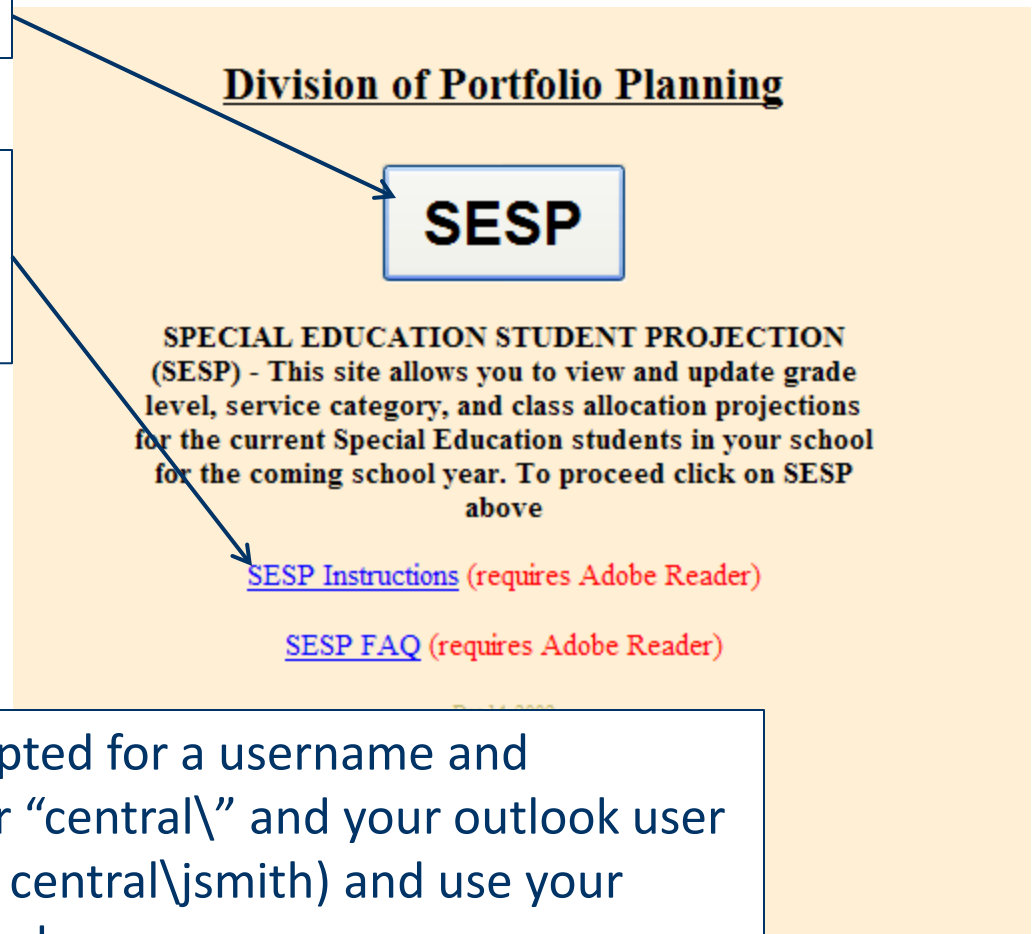 Division of Portfolio Planning
SESP
SPECIAL EDUCATION STUDENT PROJECTION
(SESP) - This site allows you to view and update grade
level, service category, and class allocation projections
for the current Special Education students in your school
for the coming school year. To proceed click on SESP
above
SESP Instructions (requires Adobe Reader)
SESP FAQ (requires Adobe Reader)
pted for a username and
r “central\” and your outlook user
central\jsmith) and use your